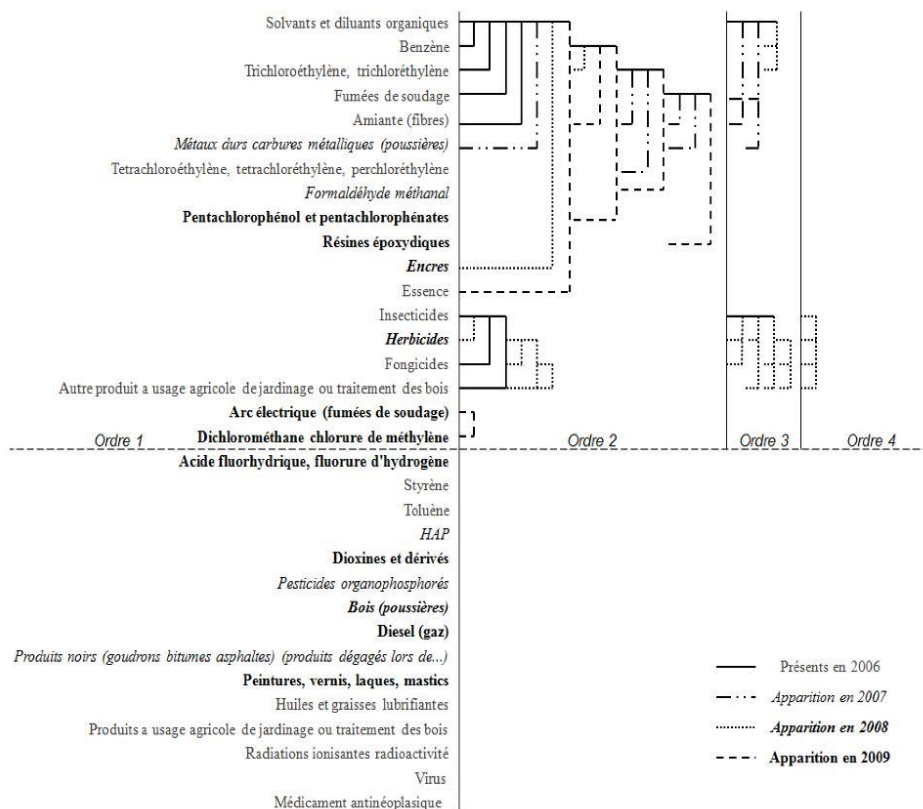 Solvants et diluants organiques
Benzène
Trichloroéthylène, trichloréthylène
Fumées de soudage
Amiante (fibres)
Métaux durs carbures métalliques (poussières)
Tetrachloroéthylène, tetrachloréthylène, perchloréthylène
Formaldéhyde méthanal
Pentachlorophénol et pentachlorophénates
Résines époxydiques
Encres
Essence
Insecticides
Herbicides
Fongicides
Autre produit a usage agricole de jardinage ou traitement des bois
Arc électrique (fumées de soudage)
Dichlorométhane chlorure de méthylène
Ordre 1
Ordre 2
Ordre 3
Ordre 4
Acide fluorhydrique, fluorure d'hydrogène
Styrène
Toluène
HAP
Dioxines et dérivés
Pesticides organophosphorés
Bois (poussières)
Diesel (gaz)
Produits noirs (goudrons bitumes asphaltes) (produits dégagés lors de...)
Peintures, vernis, laques, mastics
Huiles et graisses lubrifiantes
Produits a usage agricole de jardinage ou traitement des bois
Radiations ionisantes radioactivité
Virus
Médicament antinéoplasique
Présents en 2006
Apparition en 2007
Apparition en 2008
Apparition en 2009